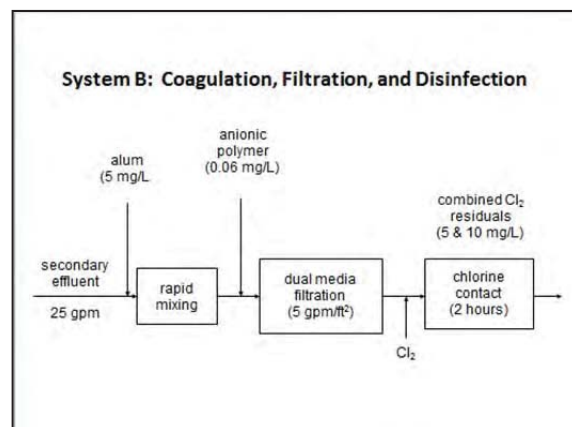 System B:  Coagulation, Filtration, and Disinfection
anionic
polymer
(0.06 mg/L)
alum
(5 mg/L
combined Cl₂
residuals
(5 & 10 mg/L)
secondary
effluent
25 gpm
rapid
mixing
dual media
filtration
(5 gpm/ft²)
chlorine
contact
(2 hours)
Cl₂